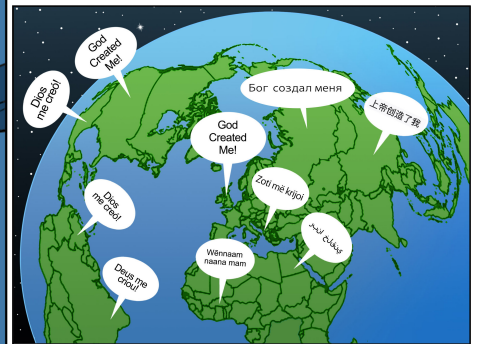 God
Created
Me!
Dios
me creó!
Бог создал меня
上帝创造了我
God
Created
Me!
Zoti më krijoi
Dios
me creó!
Wênnaam
naana mam
Deus me
criou!